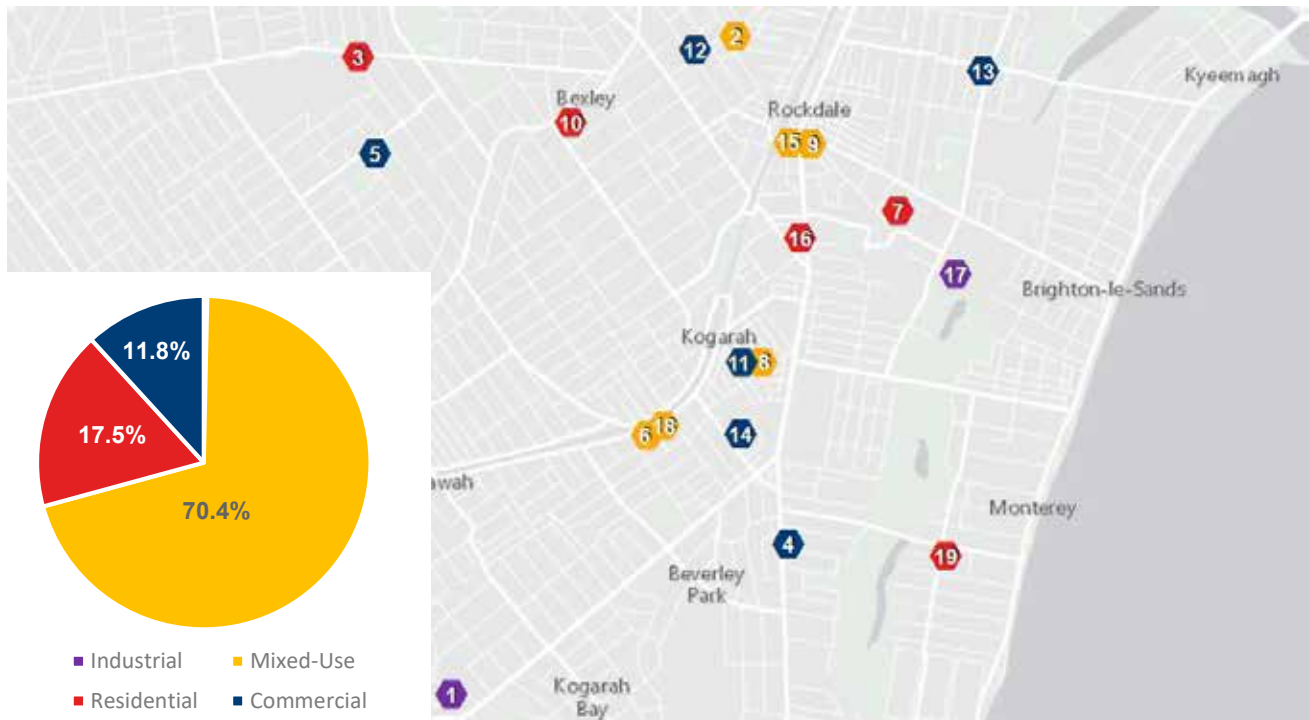 2
12
3
13
Kyeemagh
Bexley
Rockdale
10
15 9
5
7
16
17
Brighton-le-Sands
Kogarah
11 8
18
6
14
awah
Monterey
4
19
Beverley
Park
1
Kogarah
Bay
11.8%
17.5%
70.4%
Industrial
Mixed-Use
Residential
Commercial